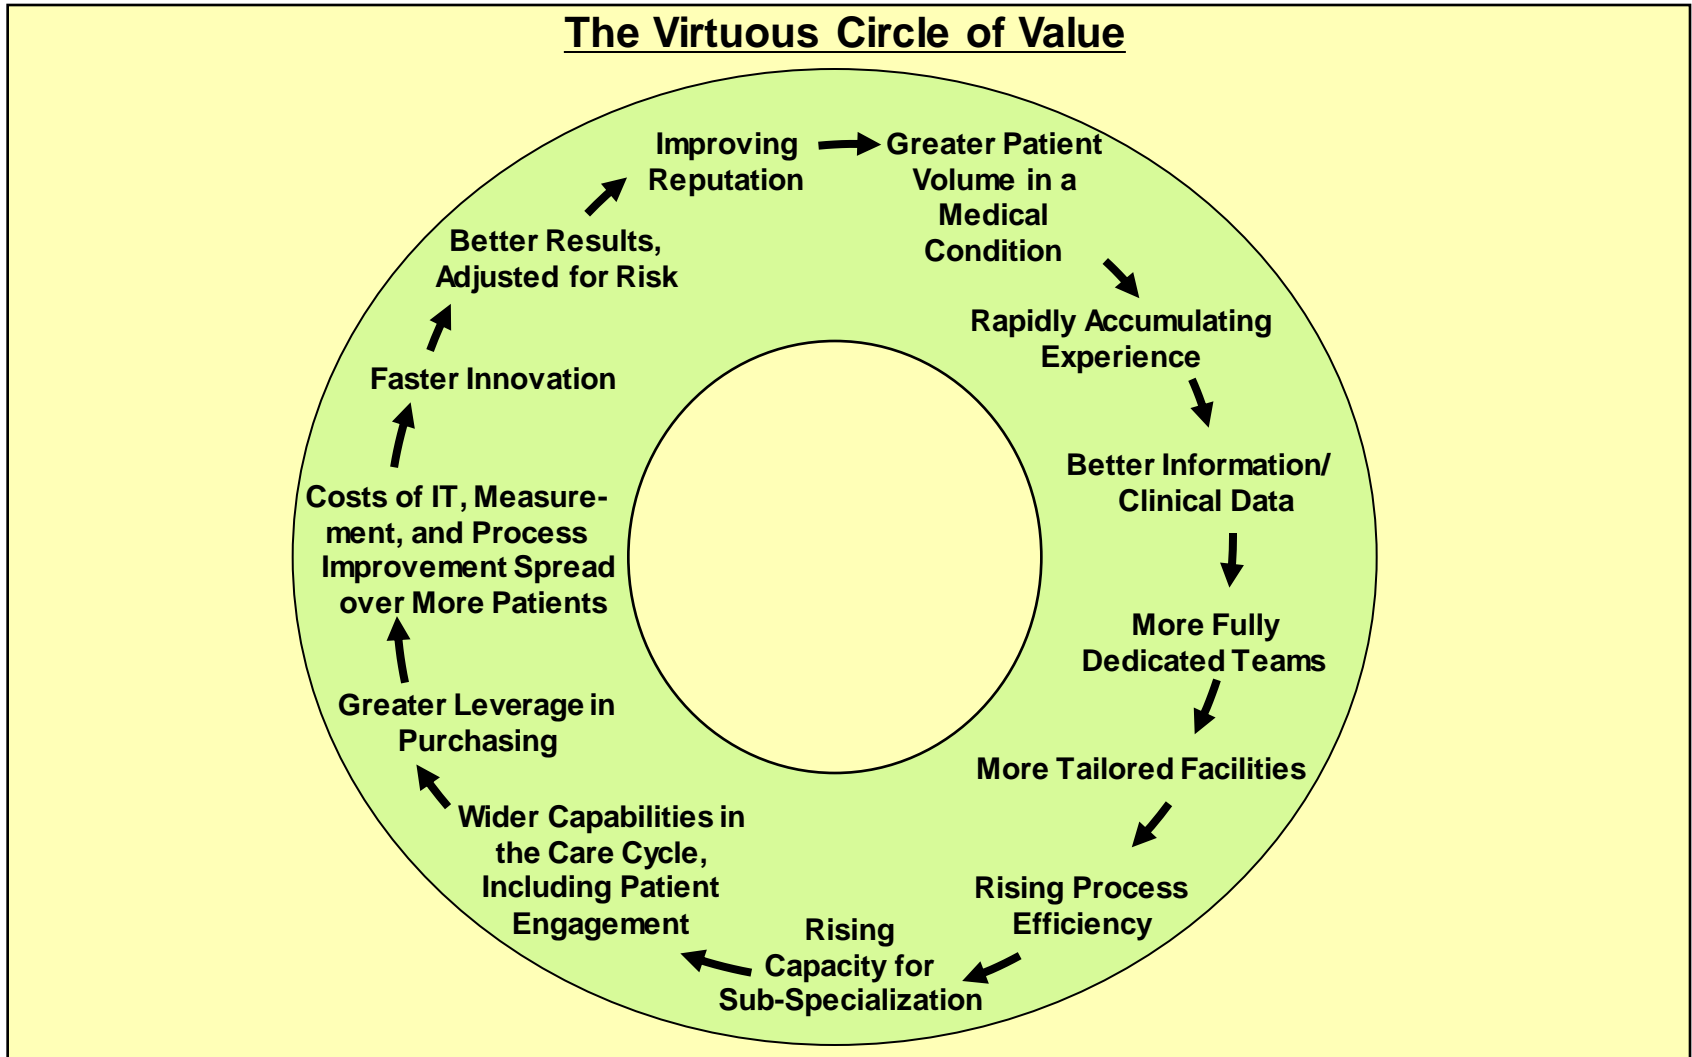 The Virtuous Circle of Value
Improving
Reputation
Greater Patient
Volume in a
Medical
Condition
Rapidly Accumulating
Experience
Better Information/
Clinical Data
More Fully
Dedicated Teams
More Tailored Facilities
Rising Process
Efficiency
Rising
Capacity for
Sub-Specialization
Wider Capabilities in
the Care Cycle,
Including Patient
Engagement
Greater Leverage in
Purchasing
Costs of IT, Measure-
ment, and Process
Improvement Spread
over More Patients
Faster Innovation
Better Results,
Adjusted for Risk